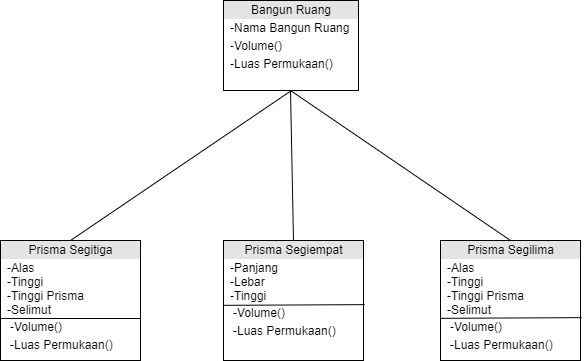 Bangun Ruang
-Nama Bangun Ruang
-Volume()
-Luas Permukaan()
Prisma Segitiga
-Alas
-Tinggi
-Tinggi Prisma
-Selimut
-Volume()
-Luas Permukaan()
Prisma Segiempat
-Panjang
-Lebar
-Tinggi
-Volume()
-Luas Permukaan()
Prisma Segilima
-Alas
-Tinggi
-Tinggi Prisma
-Selimut
-Volume()
-Luas Permukaan()